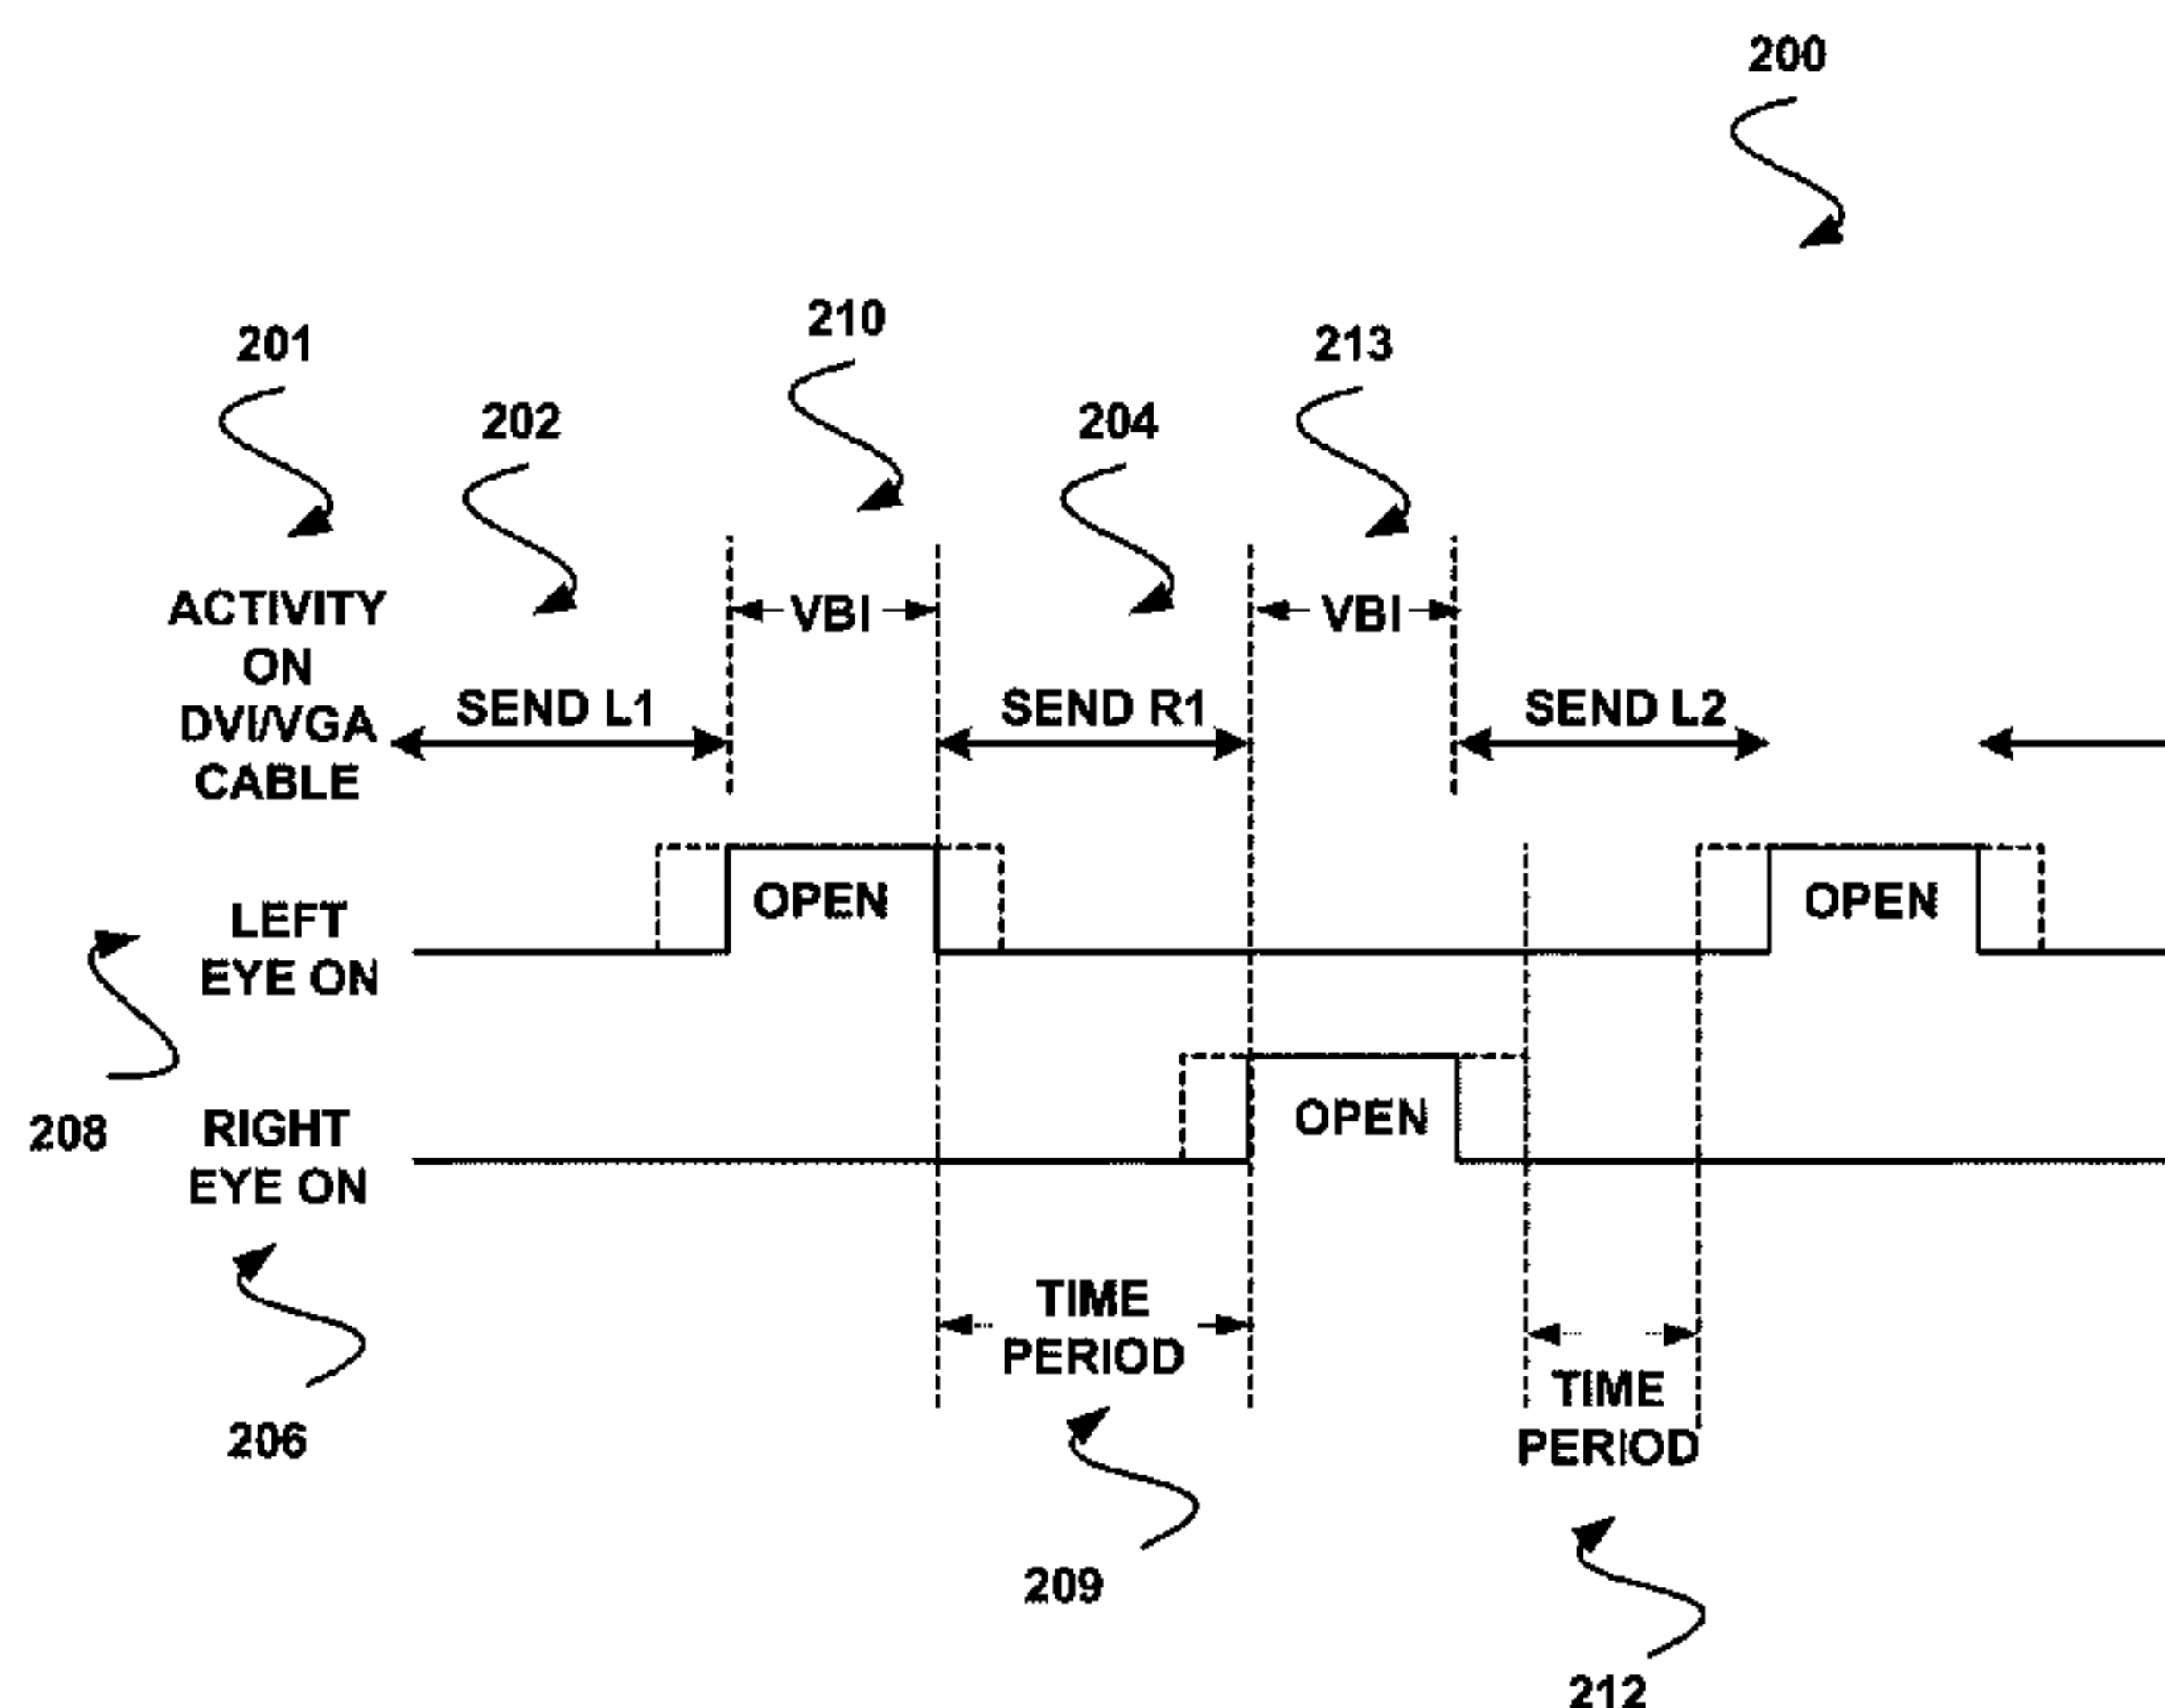 200
210
201
213
202
204
ACTIVITY
ON
DVI/VGA
CABLE
VBI
VBI
SEND L1
SEND R1
SEND L2
LEFT
EYE ON
OPEN
OPEN
208
RIGHT
EYE ON
OPEN
206
TIME
PERIOD
TIME
PERIOD
209
212